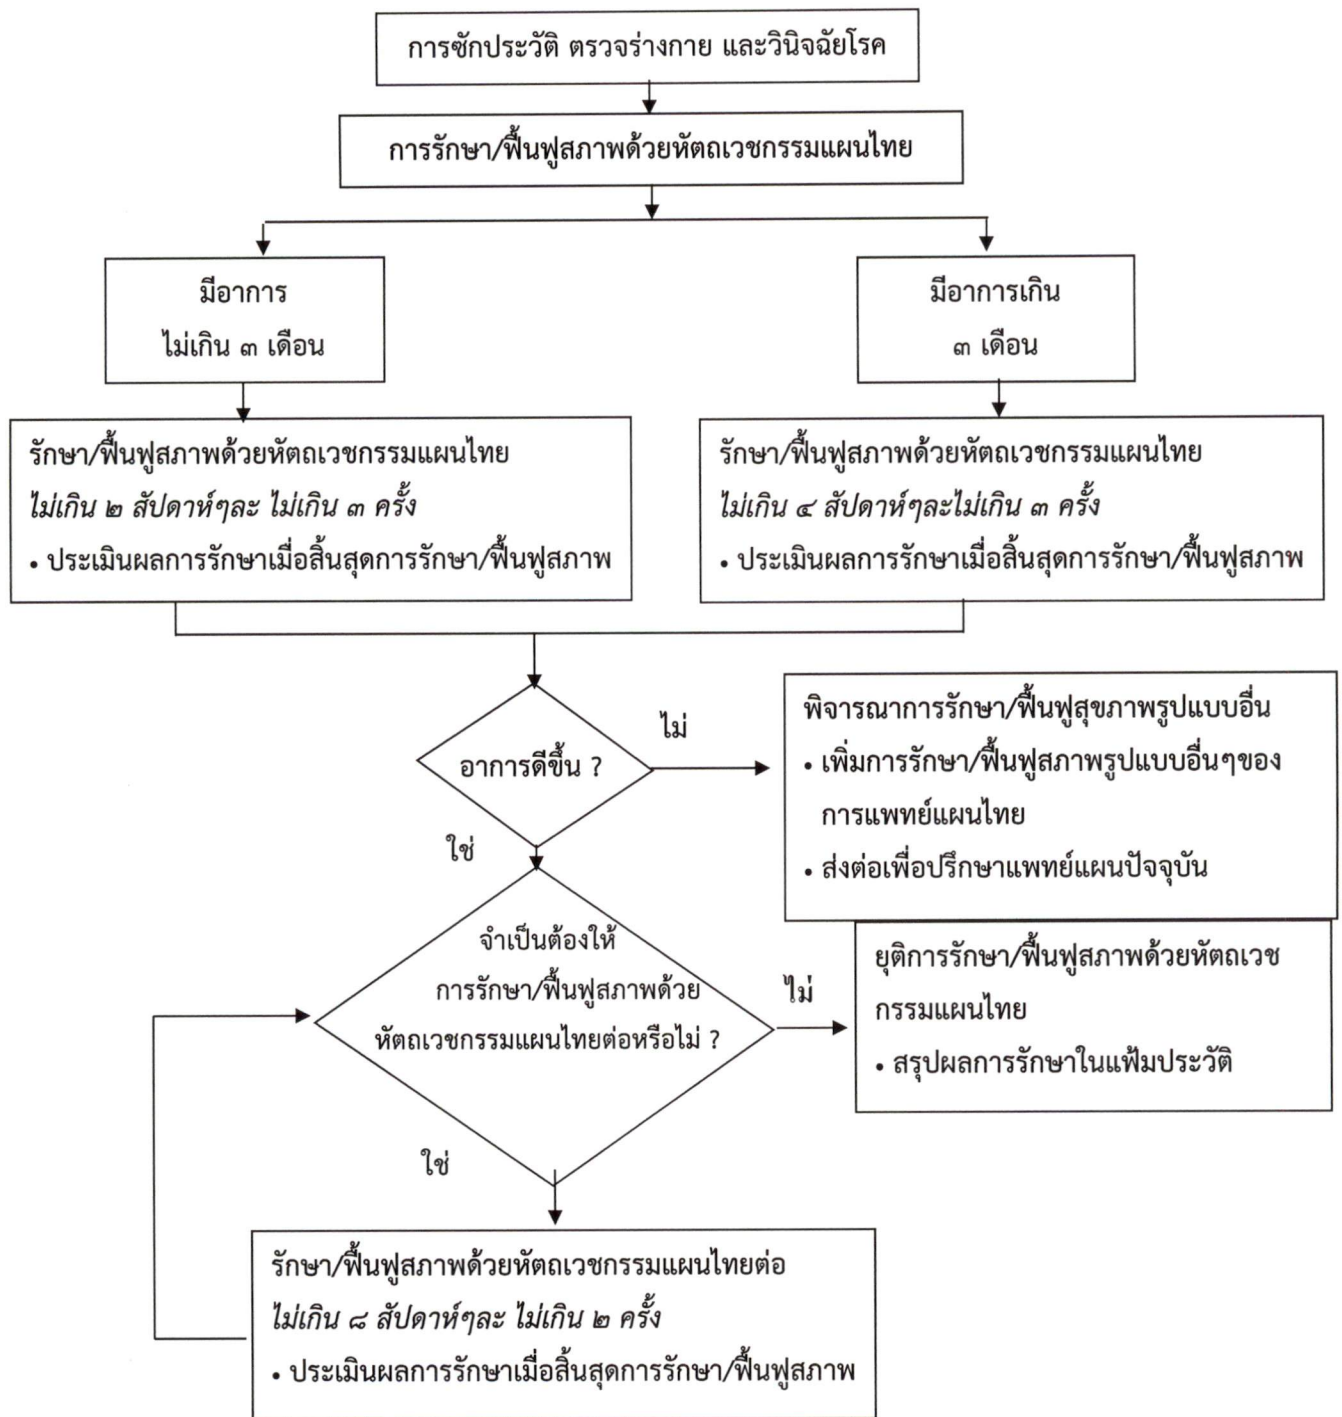 การซักประวัติ ตรวจร่างกาย และวินิจฉัยโรค
การรักษา/ฟื้นฟูสภาพด้วยหัตถเวชกรรมแผนไทย
มีอาการ
ไม่เกิน ๓ เดือน
มีอาการเกิน
๓ เดือน
รักษา/ฟื้นฟูสภาพด้วยหัตถเวชกรรมแผนไทย
ไม่เกิน ๒ สัปดาห์ๆละ ไม่เกิน ๓ ครั้ง
• ประเมินผลการรักษาเมื่อสิ้นสุดการรักษา/ฟื้นฟูสภาพ
รักษา/ฟื้นฟูสภาพด้วยหัตถเวชกรรมแผนไทย
ไม่เกิน ๔ สัปดาห์ๆละไม่เกิน ๓ ครั้ง
• ประเมินผลการรักษาเมื่อสิ้นสุดการรักษา/ฟื้นฟูสภาพ
อาการดีขึ้น ?
ไม่
พิจารณาการรักษา/ฟื้นฟูสุขภาพรูปแบบอื่น
• เพิ่มการรักษา/ฟื้นฟูสภาพรูปแบบอื่นๆของ
การแพทย์แผนไทย
• ส่งต่อเพื่อปรึกษาแพทย์แผนปัจจุบัน
ใช่
จำเป็นต้องให้
การรักษา/ฟื้นฟูสภาพด้วย
หัตถเวชกรรมแผนไทยต่อหรือไม่ ?
ไม่
ยุติการรักษา/ฟื้นฟูสภาพด้วยหัตถเวช
กรรมแผนไทย
• สรุปผลการรักษาในแฟ้มประวัติ
ใช่
รักษา/ฟื้นฟูสภาพด้วยหัตถเวชกรรมแผนไทยต่อ
ไม่เกิน ๘ สัปดาห์ๆละ ไม่เกิน ๒ ครั้ง
• ประเมินผลการรักษาเมื่อสิ้นสุดการรักษา/ฟื้นฟูสภาพ